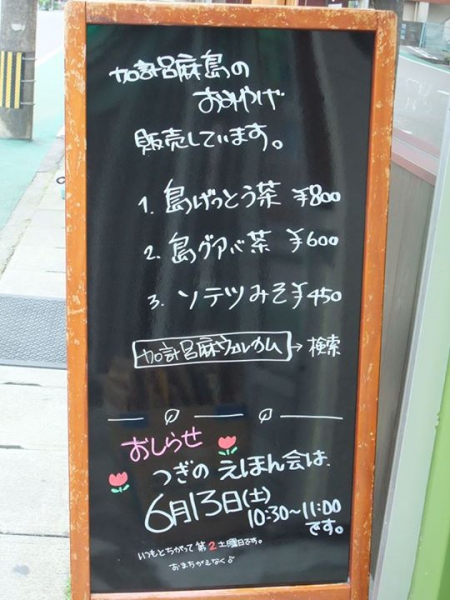 加計呂麻島の
おみやげ
販売しています。
1. 島げっとう茶 ¥800
2. 島グァバ茶 ¥600
3. ソテツみそ ¥450
加計呂麻ウェルカム → 検索
おしらせ
つぎの えほん会は、
6月13日(土)
10:30〜11:00
です。
いつもとちがって 第2土曜日です。
おまちがえなく♪